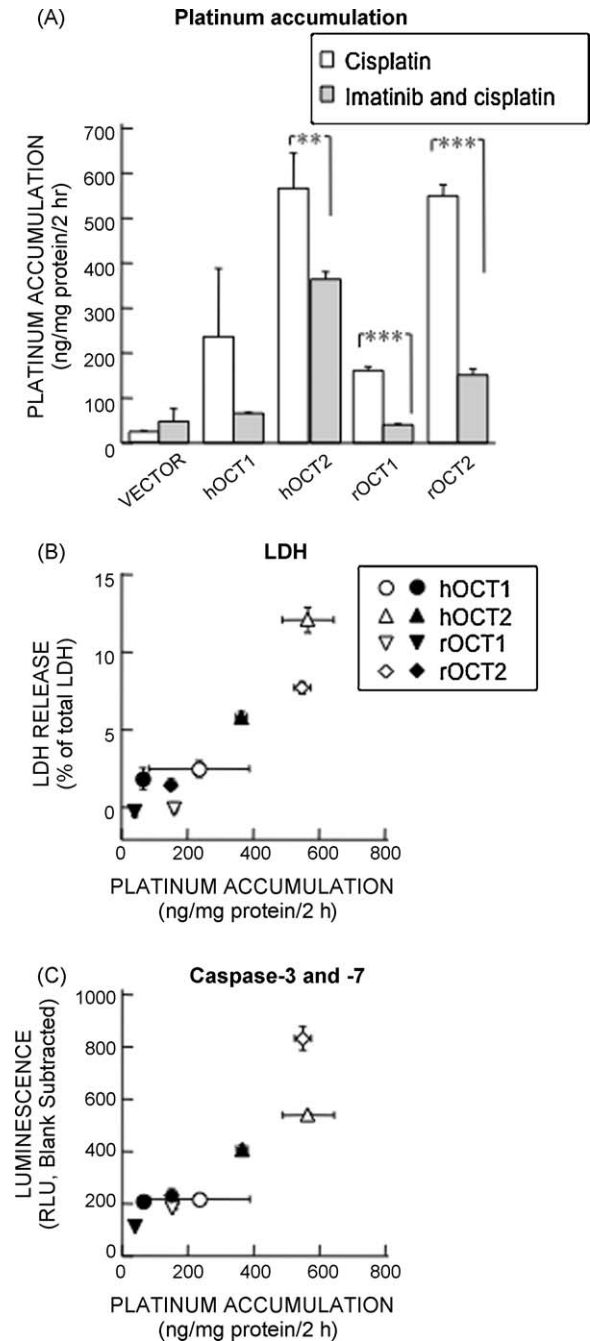 (A) Platinum accumulation
Cisplatin
Imatinib and cisplatin
PLATINUM ACCUMULATION
(ng/mg protein/2 hr)
700
600
500
400
300
200
100
0
**
***
***
VECTOR
hOCT1
hOCT2
rOCT1
rOCT2
(B) LDH
hOCT1
hOCT2
rOCT1
rOCT2
LDH RELEASE
(% of total LDH)
15
10
5
0
0 200 400 600 800
PLATINUM ACCUMULATION
(ng/mg protein/2 h)
(C) Caspase-3 and -7
LUMINESCENCE
(RLU, Blank Subtracted)
1000
800
600
400
200
0
0 200 400 600 800
PLATINUM ACCUMULATION
(ng/mg protein/2 h)